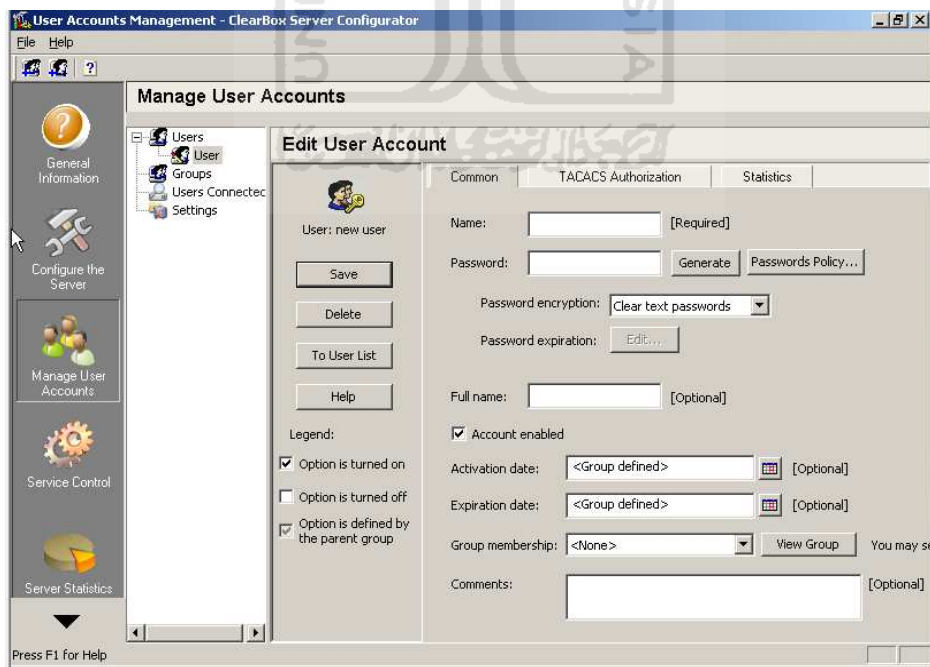 User Accounts Management - ClearBox Server Configurator
File Help
Manage User Accounts
General Information
Configure the Server
Manage User Accounts
Service Control
Server Statistics
Users
User
Groups
Users Connected
Settings
Edit User Account
User: new user
Save
Delete
To User List
Help
Legend:
Option is turned on
Option is turned off
Option is defined by
the parent group
Common TACACS Authorization Statistics
Name: [Required]
Password: Generate Passwords Policy...
Password encryption: Clear text passwords
Password expiration: Edit...
Full name: [Optional]
Account enabled
Activation date: <Group defined> [Optional]
Expiration date: <Group defined> [Optional]
Group membership: <None> View Group You may se
Comments: [Optional]
Press F1 for Help